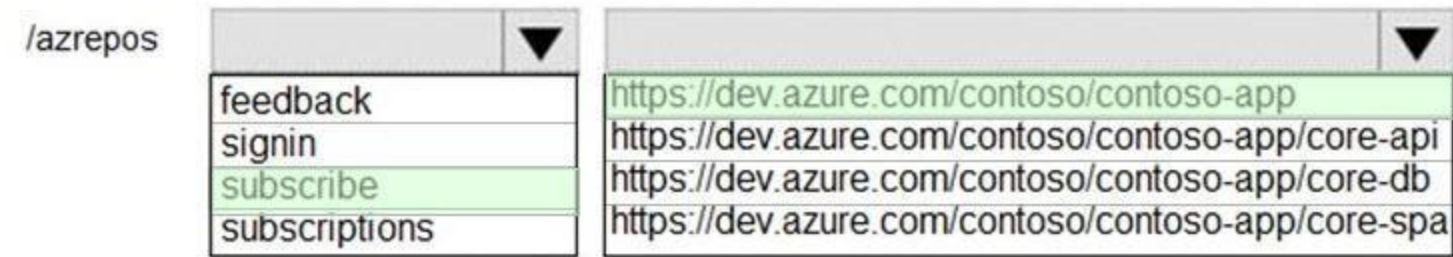 /azrepos
feedback
signin
subscribe
subscriptions
https://dev.azure.com/contoso/contoso-app
https://dev.azure.com/contoso/contoso-app/core-api
https://dev.azure.com/contoso/contoso-app/core-db
https://dev.azure.com/contoso/contoso-app/core-spa